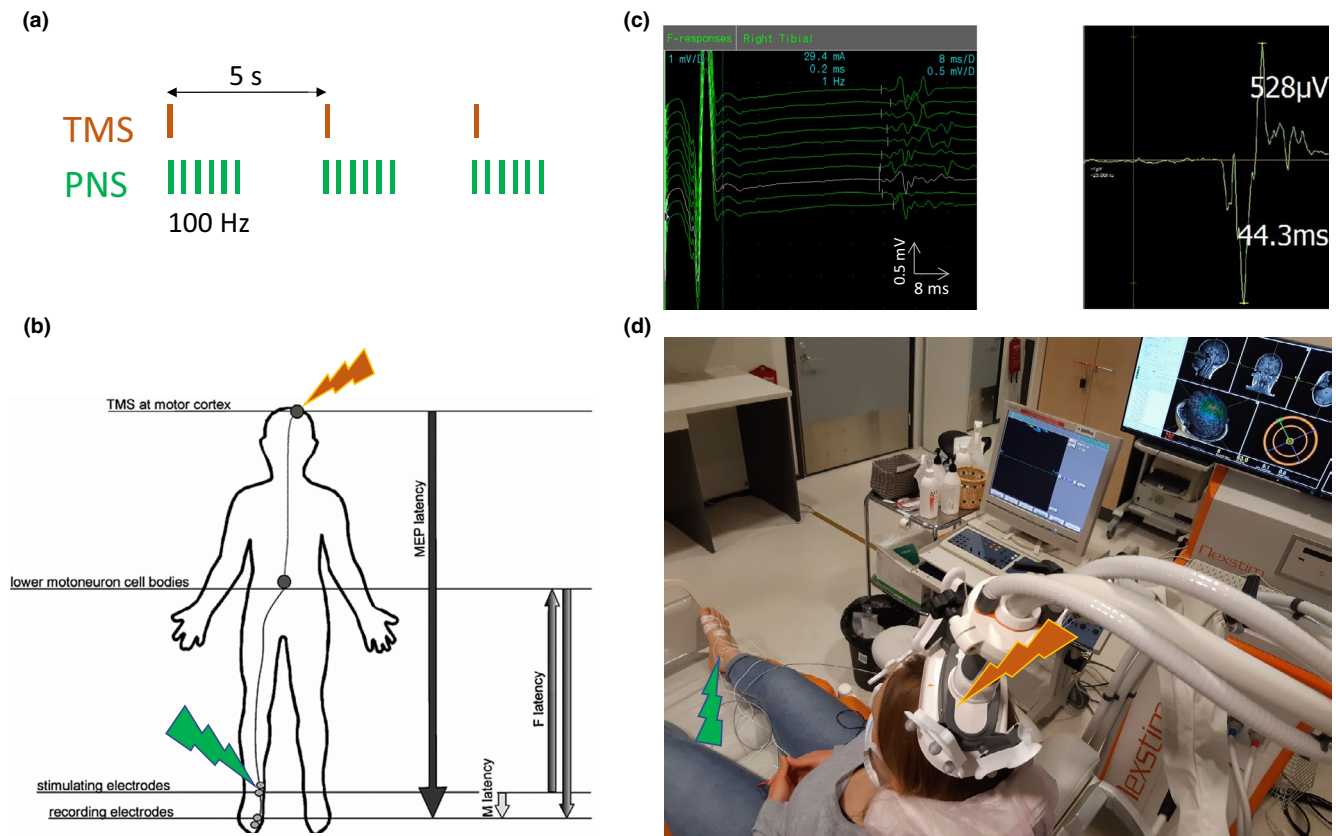 (a)
5 s
TMS
PNS
100 Hz
(b)
TMS at motor cortex
MEP latency
lower motoneuron cell bodies
F latency
stimulating electrodes
M latency
recording electrodes
(c)
F-responses Right Tibial
1 mV/D 29.4 mA 8 ms/D
0.2 ms 0.5 mV/D
1 Hz
0.5 mV
8 ms
528µV
44.3ms
(d)
nexstim
nexstim